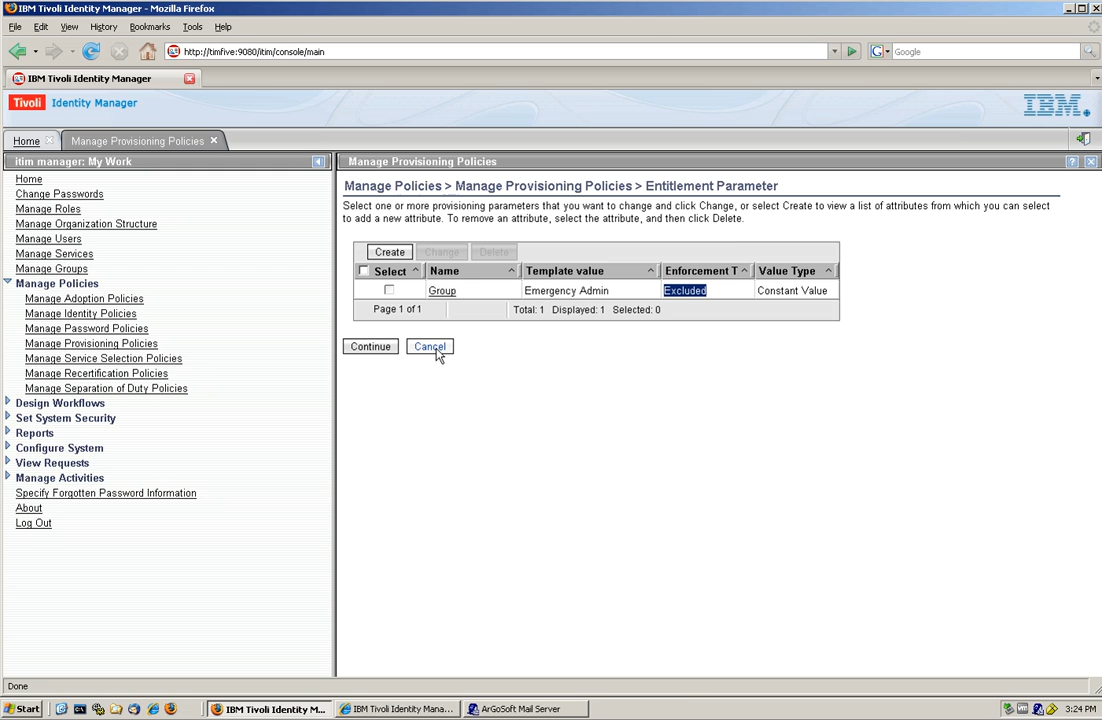 IBM Tivoli Identity Manager - Mozilla Firefox
File Edit View History Bookmarks Tools Help
http://timfive:9080/itim/console/main
G Google
IBM Tivoli Identity Manager
Tivoli Identity Manager
IBM
Home Manage Provisioning Policies
itim manager: My Work
Home
Change Passwords
Manage Roles
Manage Organization Structure
Manage Users
Manage Services
Manage Groups
Manage Policies
Manage Adoption Policies
Manage Identity Policies
Manage Password Policies
Manage Provisioning Policies
Manage Service Selection Policies
Manage Recertification Policies
Manage Separation of Duty Policies
Design Workflows
Set System Security
Reports
Configure System
View Requests
Manage Activities
Specify Forgotten Password Information
About
Log Out
Manage Provisioning Policies
Manage Policies > Manage Provisioning Policies > Entitlement Parameter
Select one or more provisioning parameters that you want to change and click Change, or select Create to view a list of attributes from which you can select
to add a new attribute. To remove an attribute, select the attribute, and then click Delete.
Create Change Delete
Select Name Template value Enforcement T Value Type
Group Emergency Admin Excluded Constant Value
Page 1 of 1 Total: 1 Displayed: 1 Selected: 0
Continue Cancel
Done
Start IBM Tivoli Identity M... IBM Tivoli Identity Mana... ArGoSoft Mail Server 3:24 PM